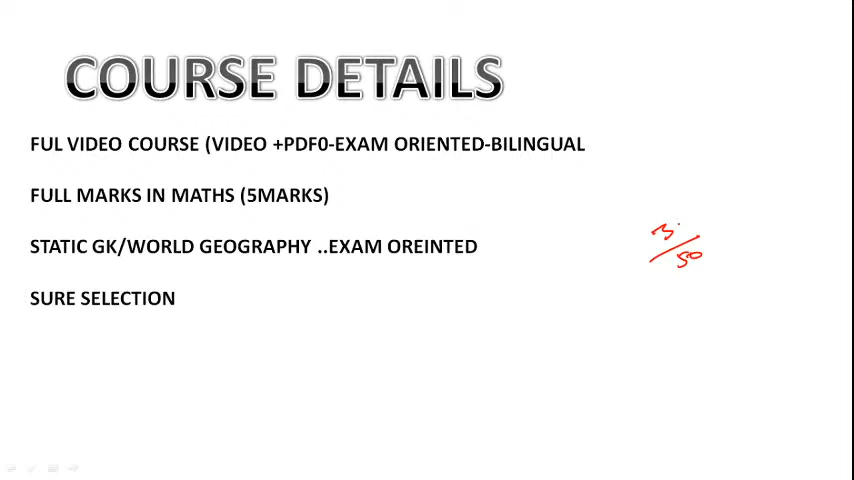 COURSE DETAILS
FUL VIDEO COURSE (VIDEO +PDF0-EXAM ORIENTED-BILINGUAL
FULL MARKS IN MATHS (5MARKS)
STATIC GK/WORLD GEOGRAPHY ..EXAM OREINTED
50
SURE SELECTION